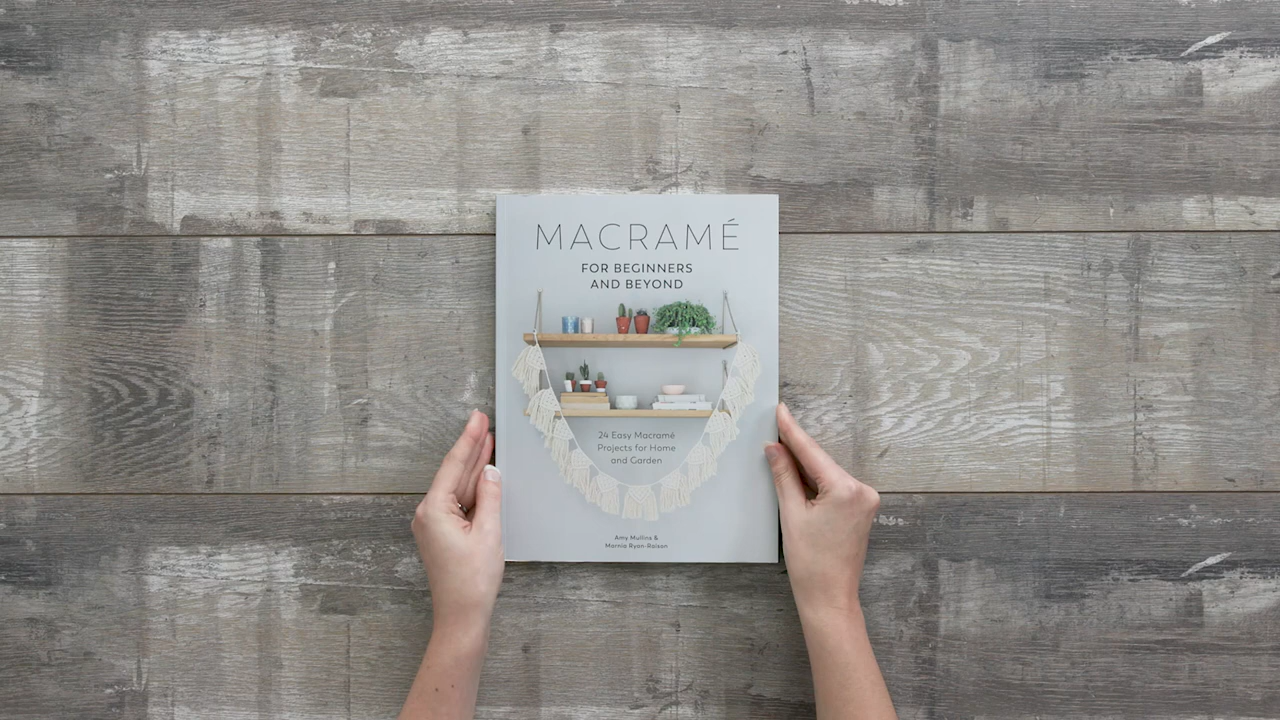 MACRAMÉ
FOR BEGINNERS
AND BEYOND
24 Easy Macramé
Projects for Home
and Garden
Amy Mullins &
Marnia Ryan-Raison